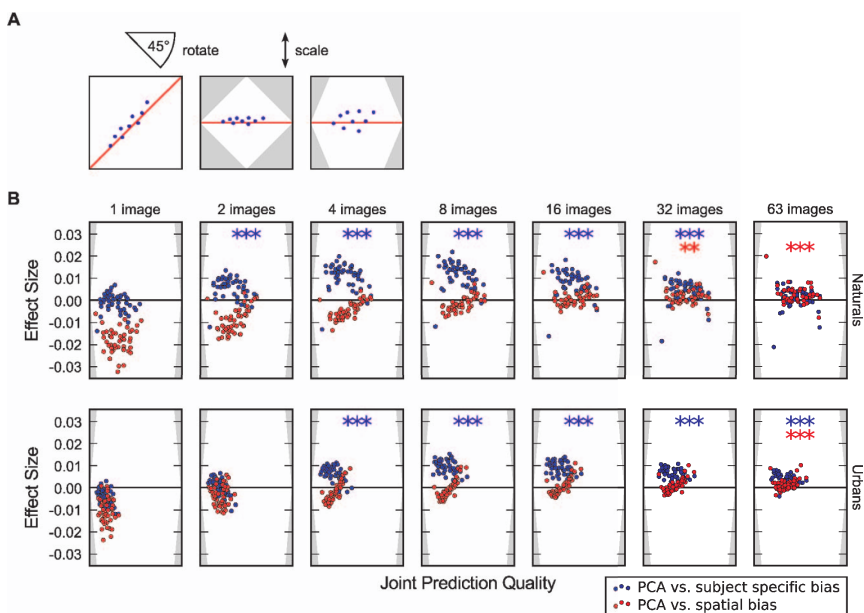 A
45° rotate scale
B
1 image 2 images 4 images 8 images 16 images 32 images 63 images
Effect Size
0.03
0.02
0.01
0.00
-0.01
-0.02
-0.03
*** *** *** *** *** ***
** 
Naturals
Effect Size
0.03
0.02
0.01
0.00
-0.01
-0.02
-0.03
*** *** *** *** ***
***
Urbans
Joint Prediction Quality
PCA vs. subject specific bias
PCA vs. spatial bias